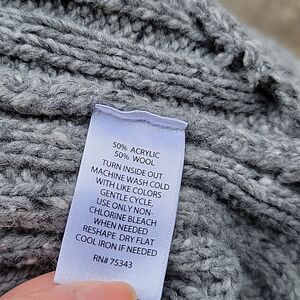 50% ACRYLIC
50% WOOL
TURN INSIDE OUT
MACHINE WASH COLD
WITH LIKE COLORS
GENTLE CYCLE,
USE ONLY NON-
CHLORINE BLEACH
WHEN NEEDED
RESHAPE DRY FLAT
COOL IRON IF NEEDED
RN# 75343